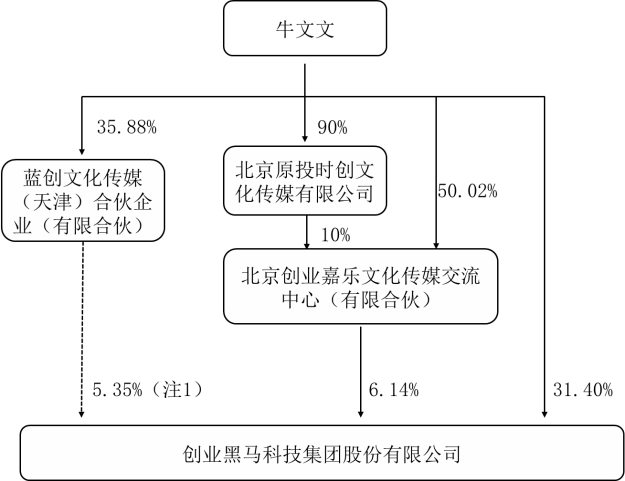 牛文文
35.88%
90%
蓝创文化传媒
（天津）合伙企
业（有限合伙）
北京原投时创文
化传媒有限公司
50.02%
10%
北京创业嘉乐文化传媒交流
中心（有限合伙）
5.35%（注1）
6.14%
31.40%
创业黑马科技集团股份有限公司